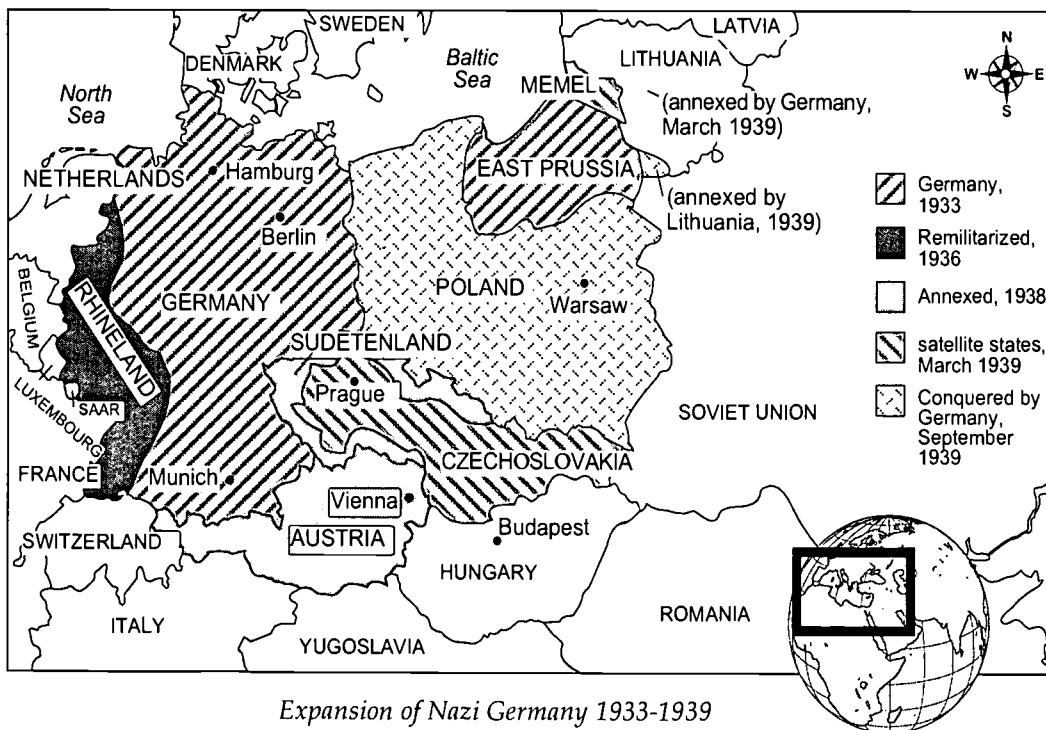 SWEDEN
LATVIA
DENMARK
Baltic
Sea
LITHUANIA
N
W
E
S
North
Sea
MEMEL
(annexed by Germany,
March 1939)
NETHERLANDS
Hamburg
EAST PRUSSIA
(annexed by
Lithuania, 1939)
Germany,
1933
Berlin
Remilitarized,
1936
BELGIUM
RHINELAND
GERMANY
POLAND
Warsaw
Annexed, 1938
SUDETENLAND
satellite states,
March 1939
Prague
LUXEMBOURG
SAAR
SOVIET UNION
Conquered by
Germany,
September
1939
FRANCE
Munich
CZECHOSLOVAKIA
Vienna
SWITZERLAND
AUSTRIA
Budapest
HUNGARY
ITALY
YUGOSLAVIA
ROMANIA
Expansion of Nazi Germany 1933-1939